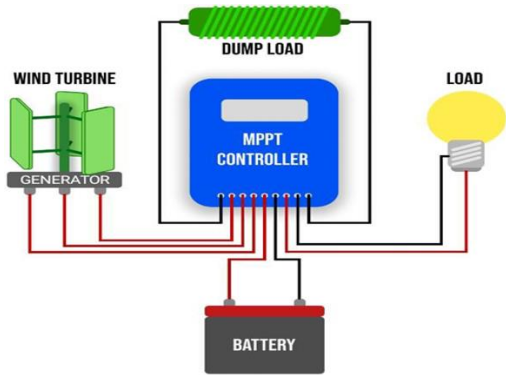 DUMP LOAD
WIND TURBINE
LOAD
MPPT
CONTROLLER
GENERATOR
BATTERY